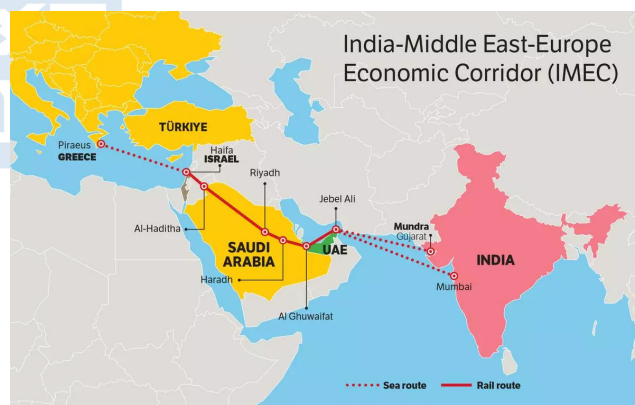 India-Middle East-Europe
Economic Corridor (IMEC)
TÜRKIYE
Piraeus
GREECE
Haifa
ISRAEL
Riyadh
Jebel Ali
Al-Haditha
Mundra
Gujarat
SAUDI
ARABIA
UAE
INDIA
Haradh
Mumbai
Al Ghuwaifat
Sea route
Rail route